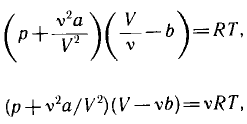 (p + ν²a/V²)(V/ν − b) = RT,
(p + ν²a/V²)(V − νb) = νRT,